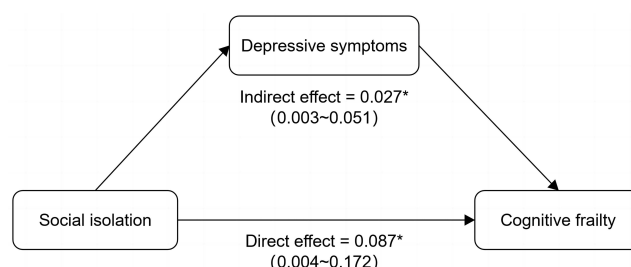 Depressive symptoms
Indirect effect = 0.027*
(0.003~0.051)
Social isolation
Cognitive frailty
Direct effect = 0.087*
(0.004~0.172)